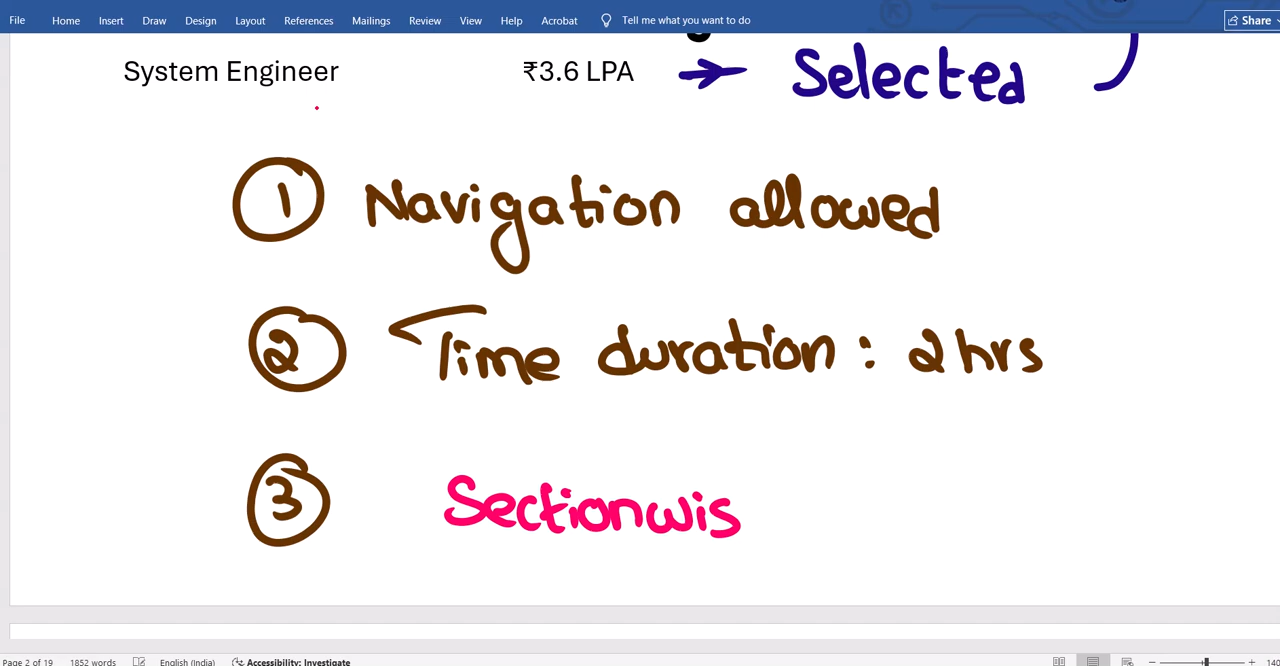 File Home Insert Draw Design Layout References Mailings Review View Help Acrobat Tell me what you want to do Share
System Engineer ₹3.6 LPA → Selected
1 Navigation allowed
2 Time duration : 2 hrs
3 Sectionwis
Page 2 of 19 1852 words English (India) Accessibility: Investigate 140